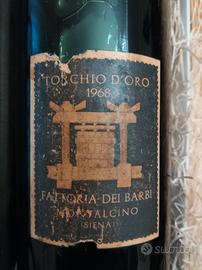 TORCHIO D'ORO
1968
FATTORIA DEI BARBI
MONTALCINO
(SIENA)
subito